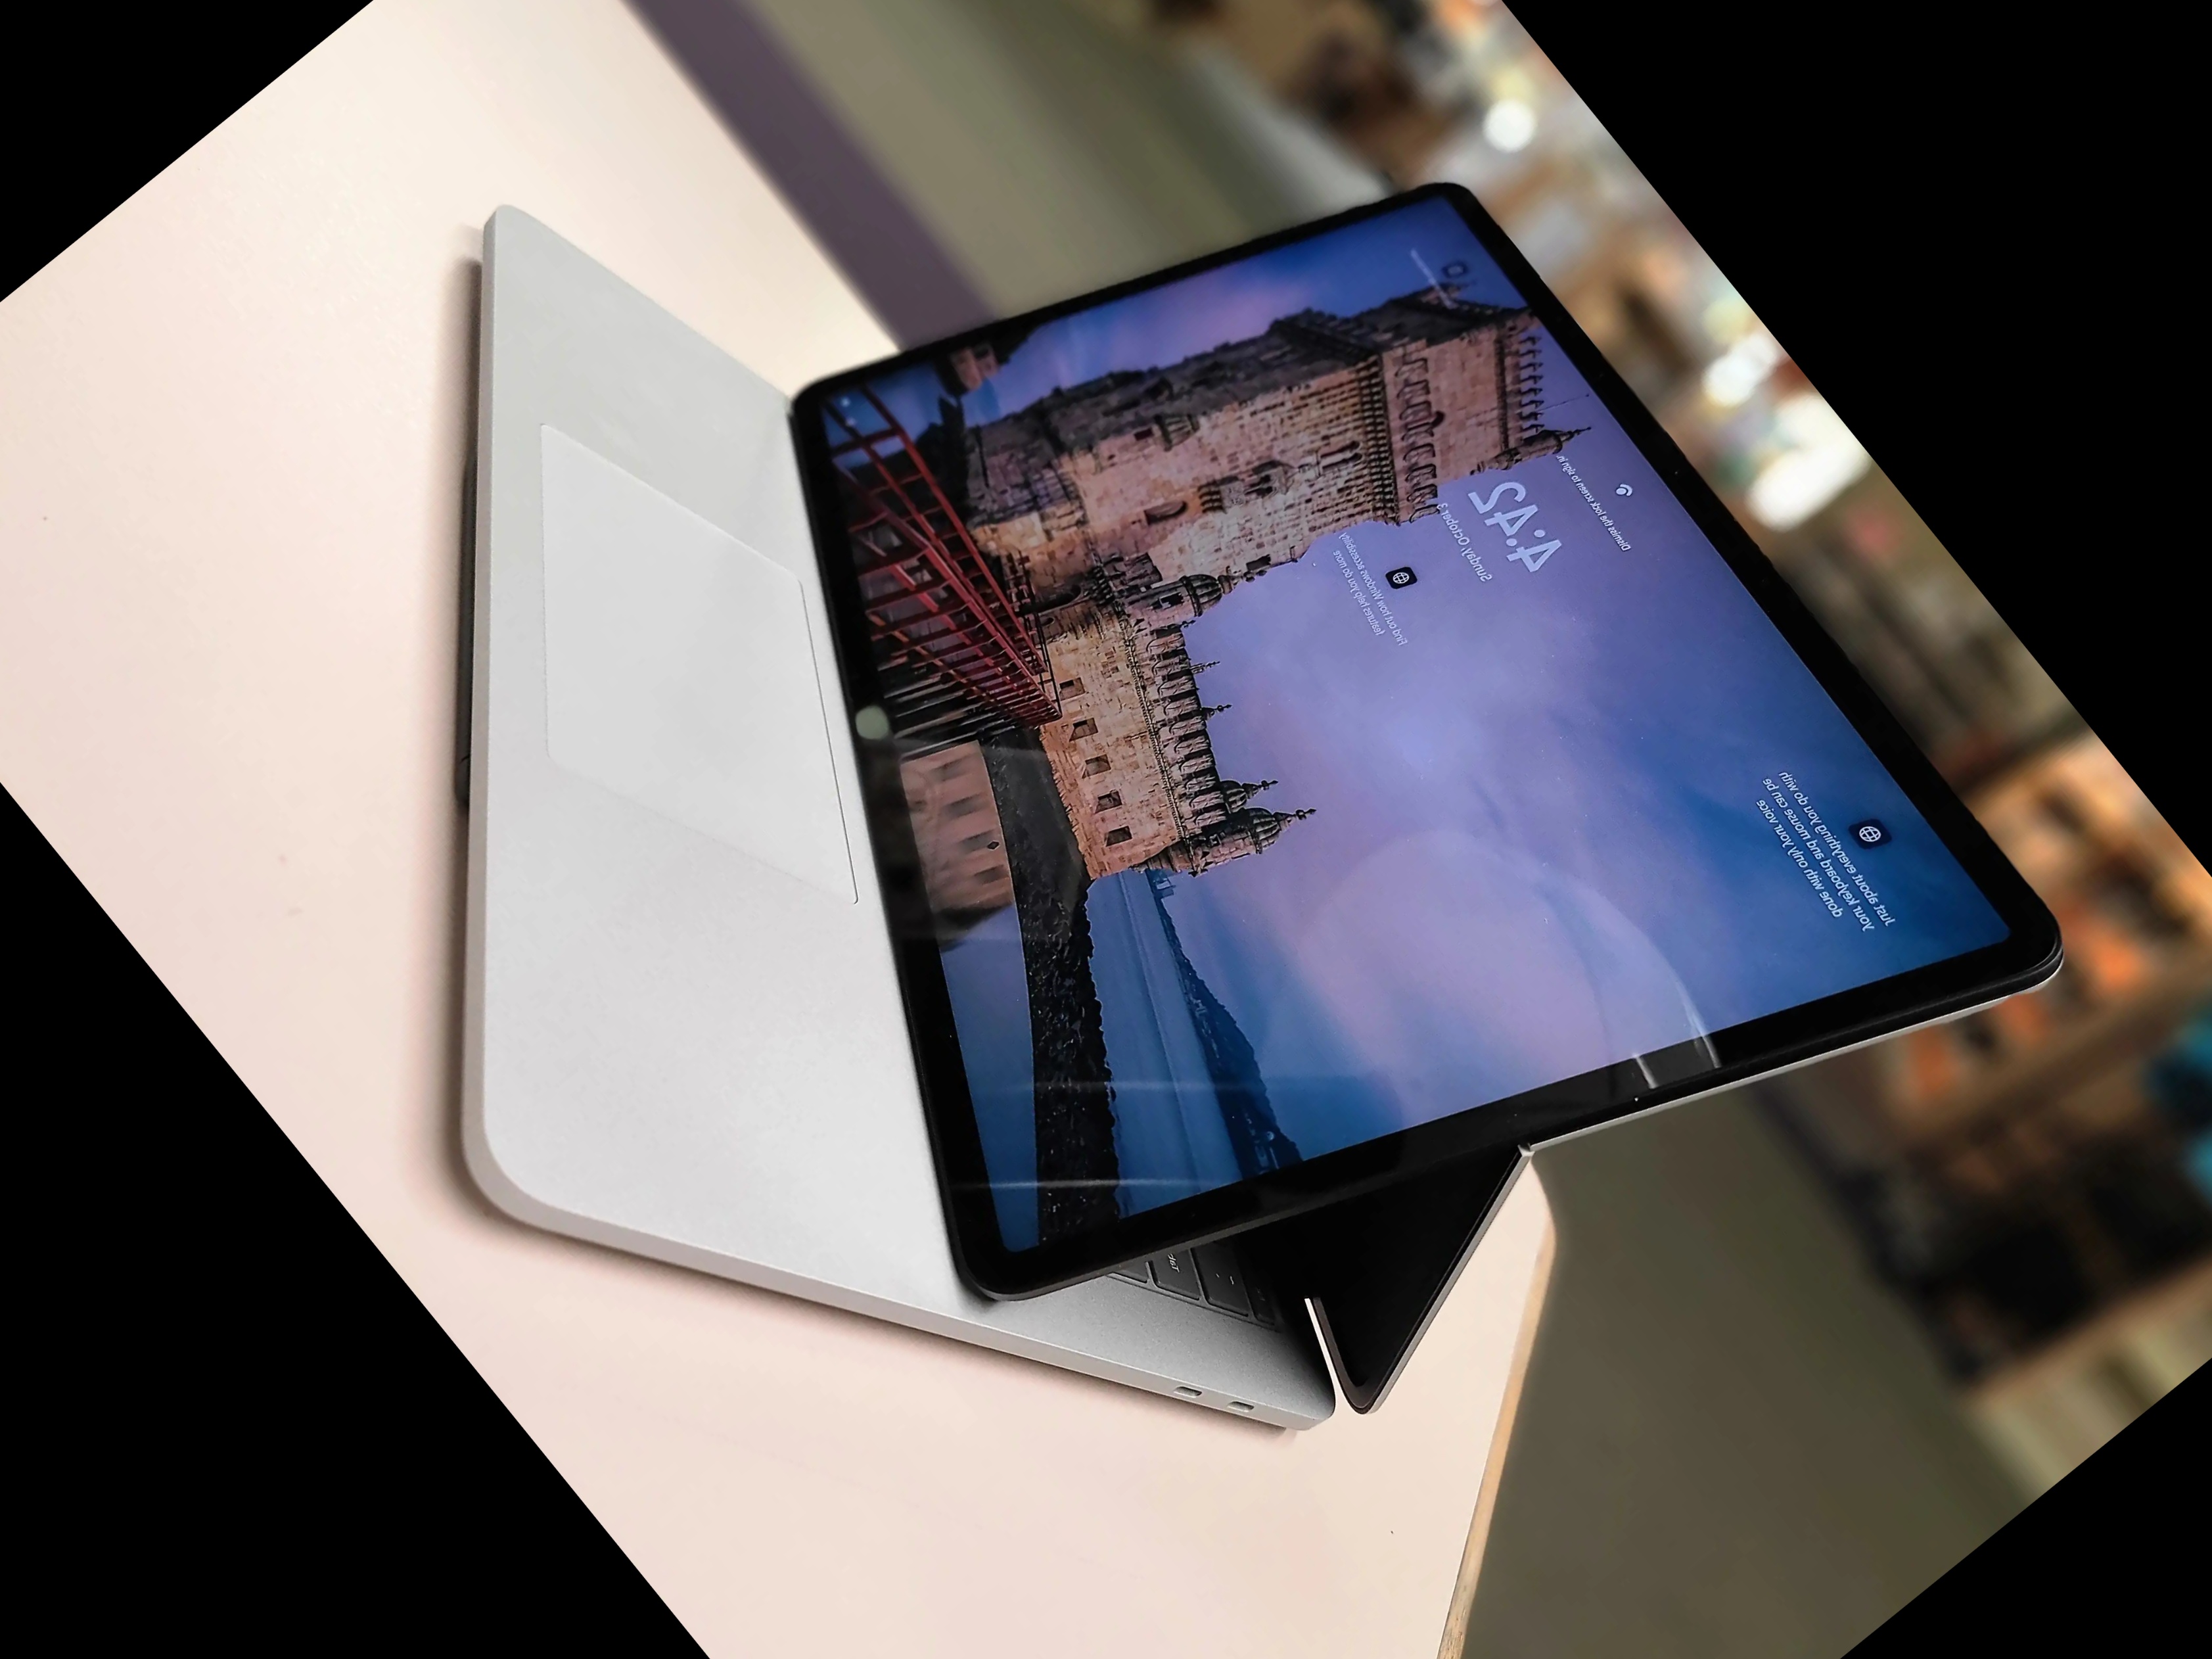 Dismiss the lock screen to sign in.
4:42
Sunday, October 3
Find out how Windows accessibility
features help you do more
Just about everything you do with
your keyboard and mouse can be
done with only your voice
Tab